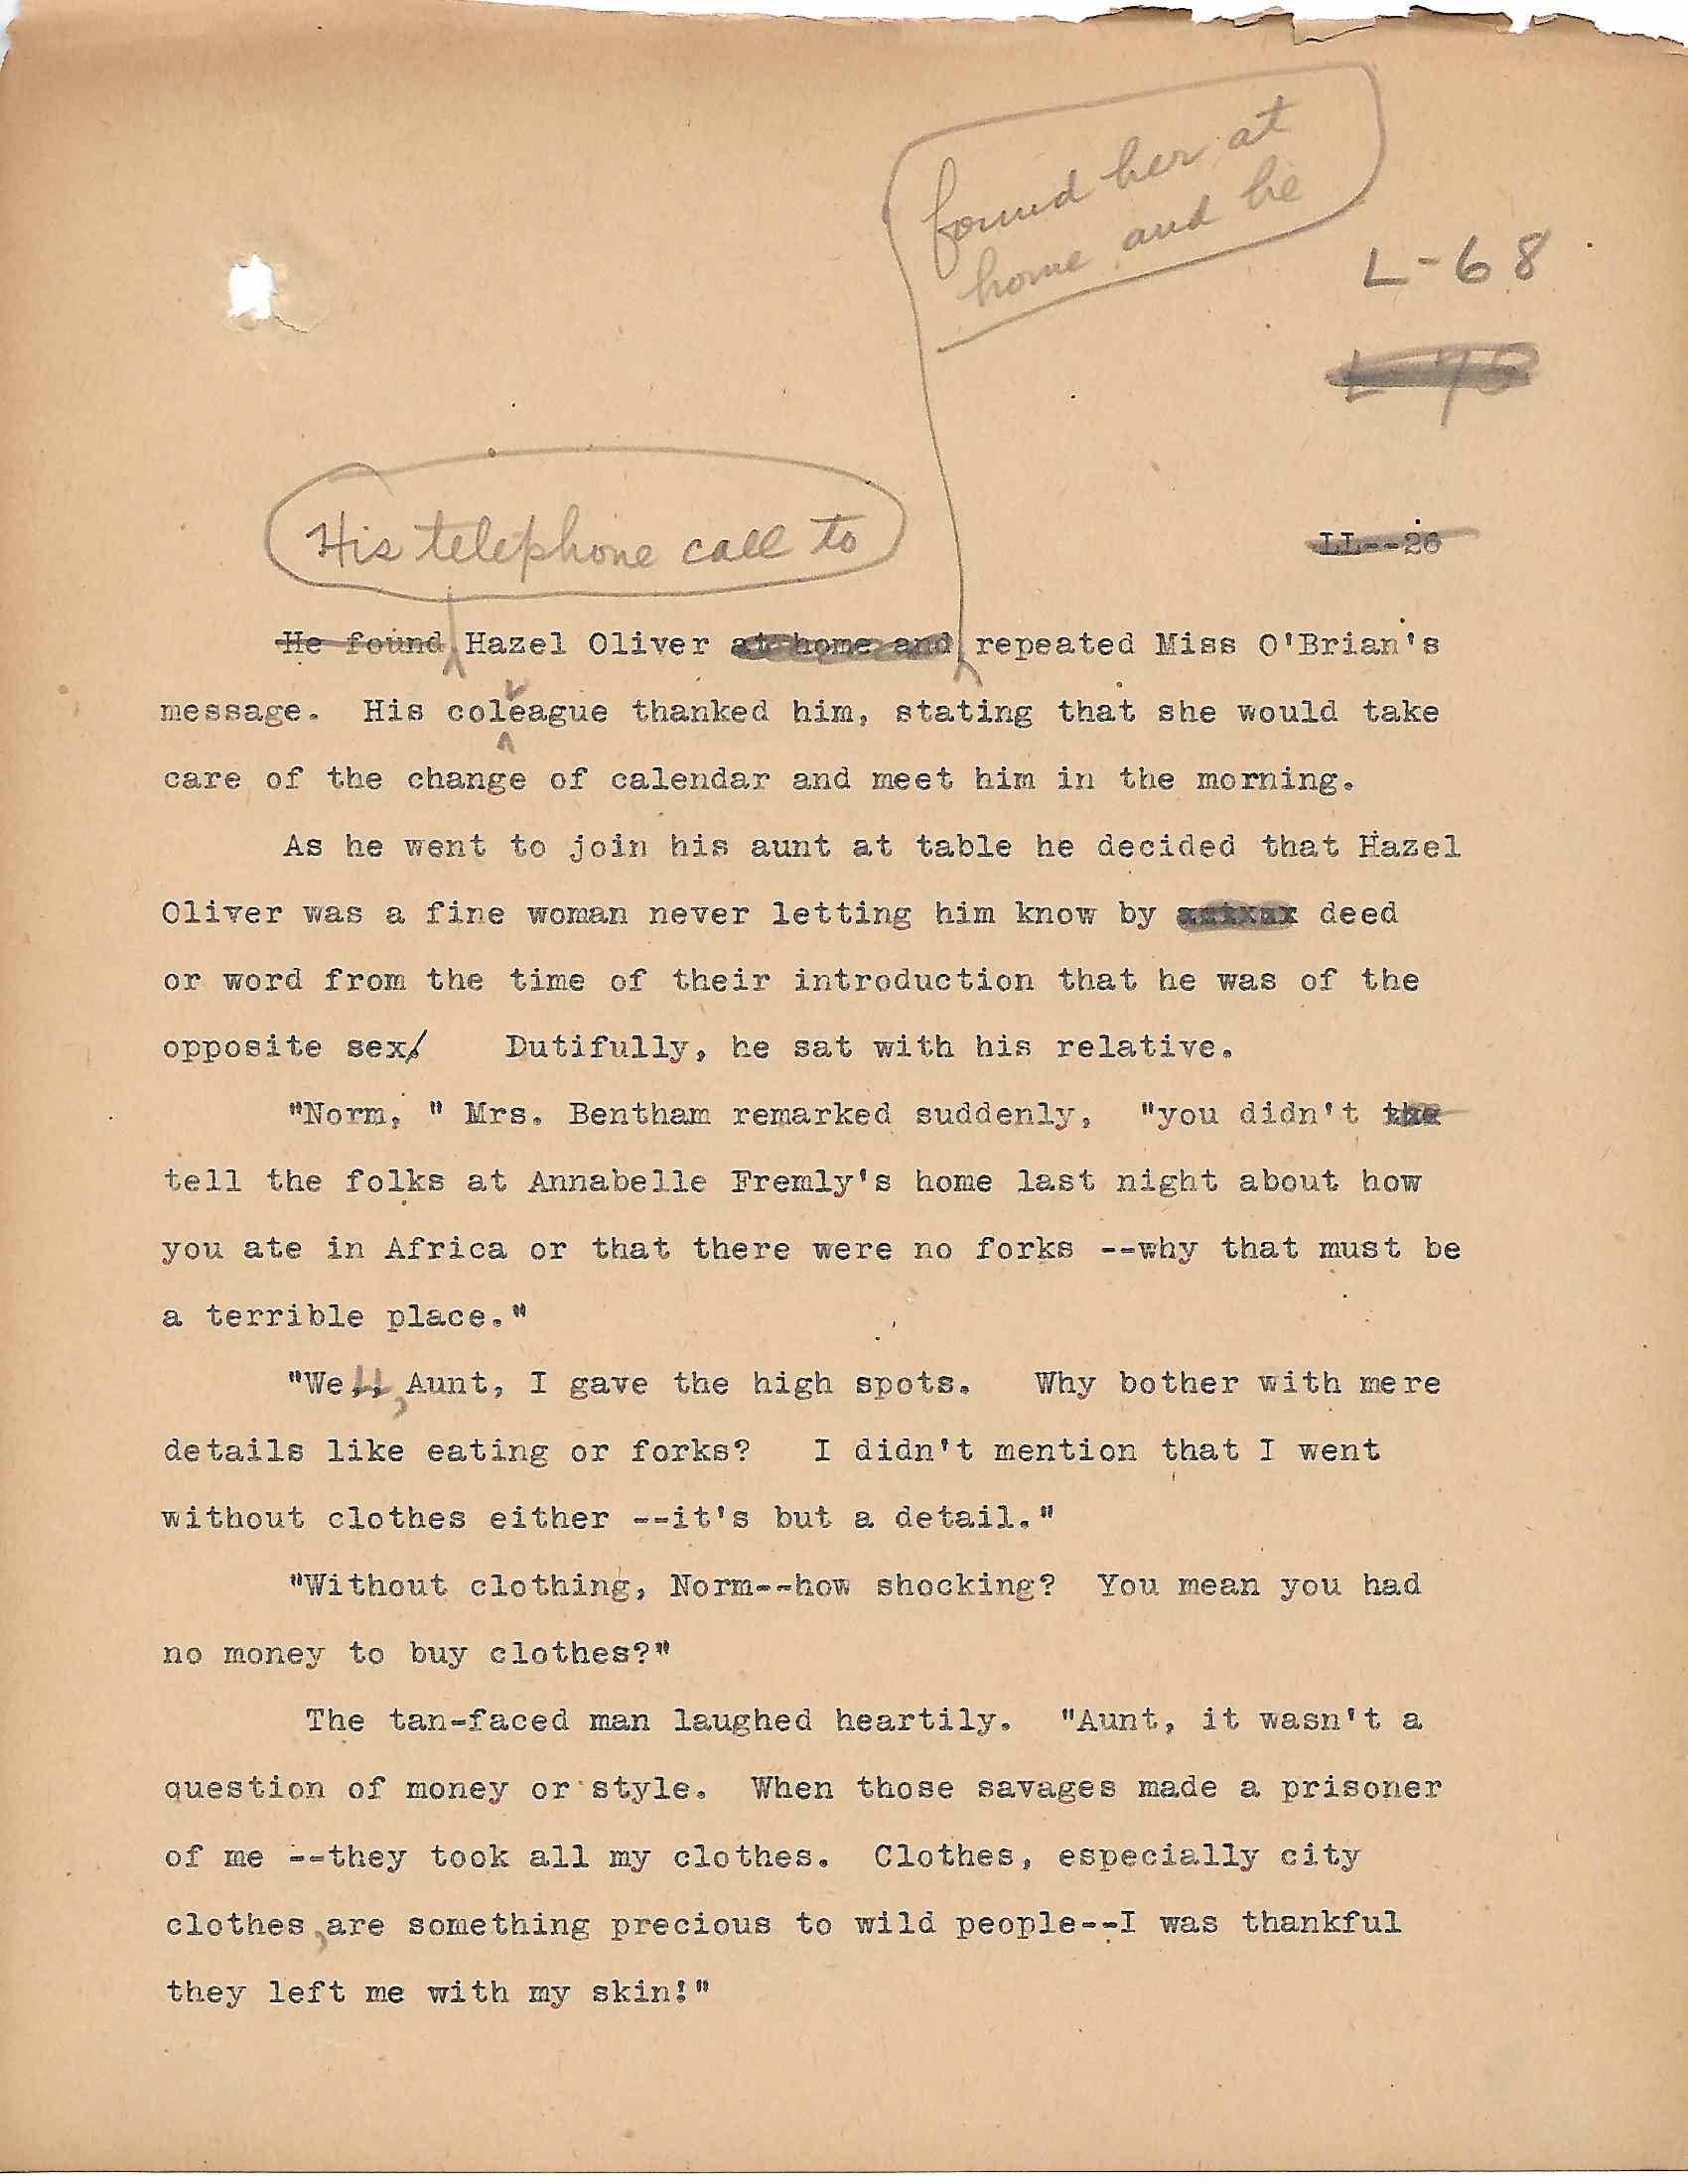 found her at
home and he
L-68
LL--26
His telephone call to
He found Hazel Oliver at home and repeated Miss O'Brian's
message. His coleague thanked him, stating that she would take
care of the change of calendar and meet him in the morning.
As he went to join his aunt at table he decided that Hazel
Oliver was a fine woman never letting him know by deed
or word from the time of their introduction that he was of the
opposite sex. Dutifully, he sat with his relative.
"Norm, " Mrs. Bentham remarked suddenly, "you didn't the
tell the folks at Annabelle Fremly's home last night about how
you ate in Africa or that there were no forks --why that must be
a terrible place."
"Well, Aunt, I gave the high spots. Why bother with mere
details like eating or forks? I didn't mention that I went
without clothes either --it's but a detail."
"Without clothing, Norm--how shocking? You mean you had
no money to buy clothes?"
The tan-faced man laughed heartily. "Aunt, it wasn't a
question of money or style. When those savages made a prisoner
of me --they took all my clothes. Clothes, especially city
clothes, are something precious to wild people--I was thankful
they left me with my skin!"